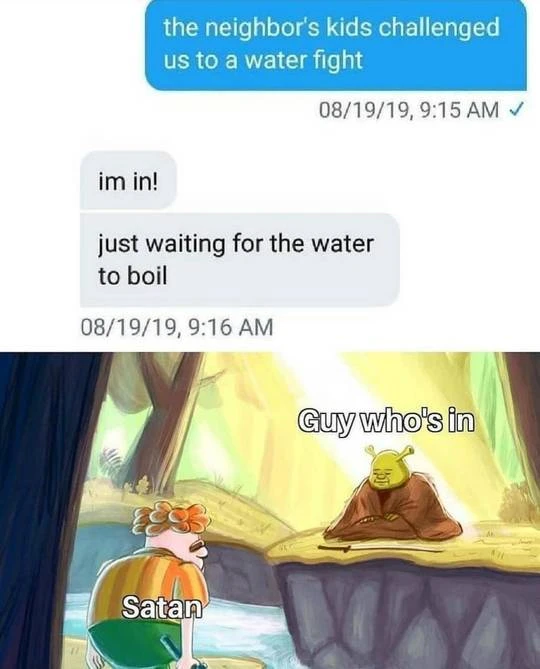 the neighbor's kids challenged
us to a water fight
08/19/19, 9:15 AM ✓
im in!
just waiting for the water
to boil
08/19/19, 9:16 AM
Guy who's in
Satan